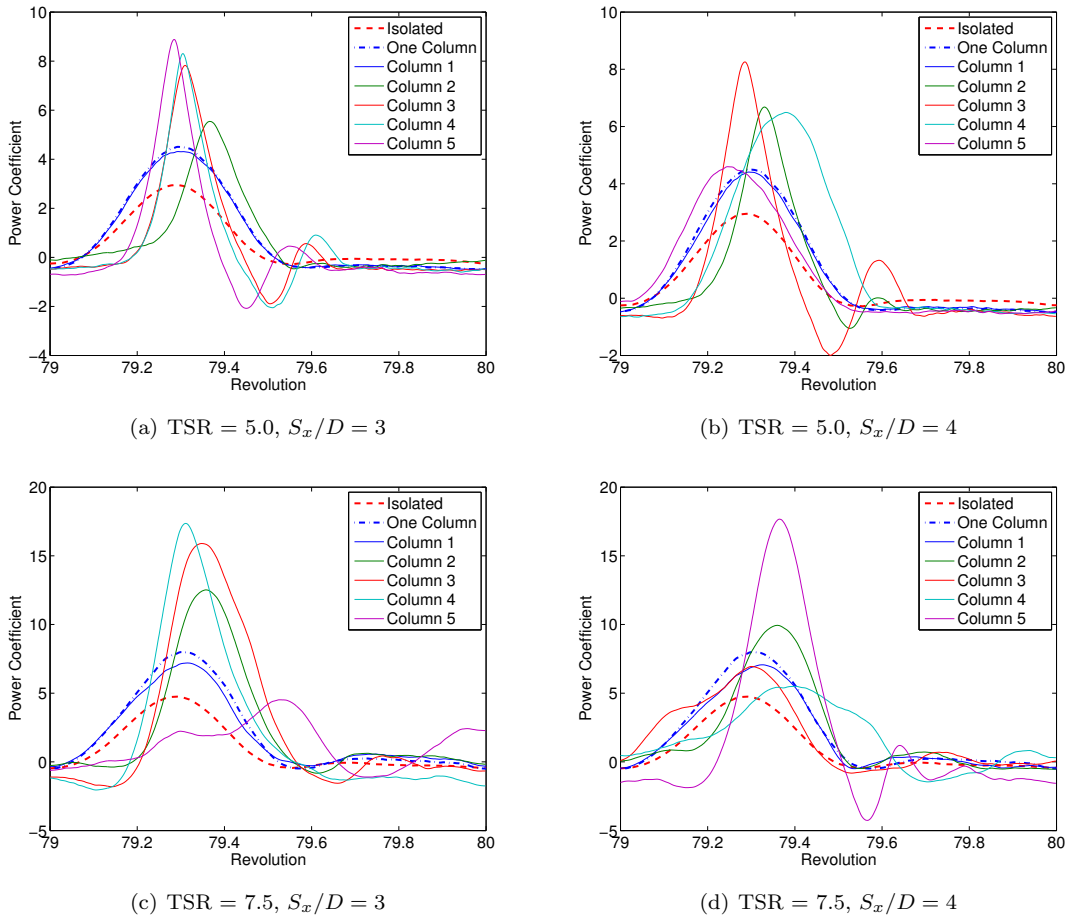 10
8
6
4
2
0
−2
−4
79
79.2
79.4
79.6
79.8
80
Power Coefficient
Revolution
Isolated
One Column
Column 1
Column 2
Column 3
Column 4
Column 5
(a) TSR = 5.0, Sx/D = 3
10
8
6
4
2
0
−2
79
79.2
79.4
79.6
79.8
80
Power Coefficient
Revolution
Isolated
One Column
Column 1
Column 2
Column 3
Column 4
Column 5
(b) TSR = 5.0, Sx/D = 4
20
15
10
5
0
−5
79
79.2
79.4
79.6
79.8
80
Power Coefficient
Revolution
Isolated
One Column
Column 1
Column 2
Column 3
Column 4
Column 5
(c) TSR = 7.5, Sx/D = 3
20
15
10
5
0
−5
79
79.2
79.4
79.6
79.8
80
Power Coefficient
Revolution
Isolated
One Column
Column 1
Column 2
Column 3
Column 4
Column 5
(d) TSR = 7.5, Sx/D = 4